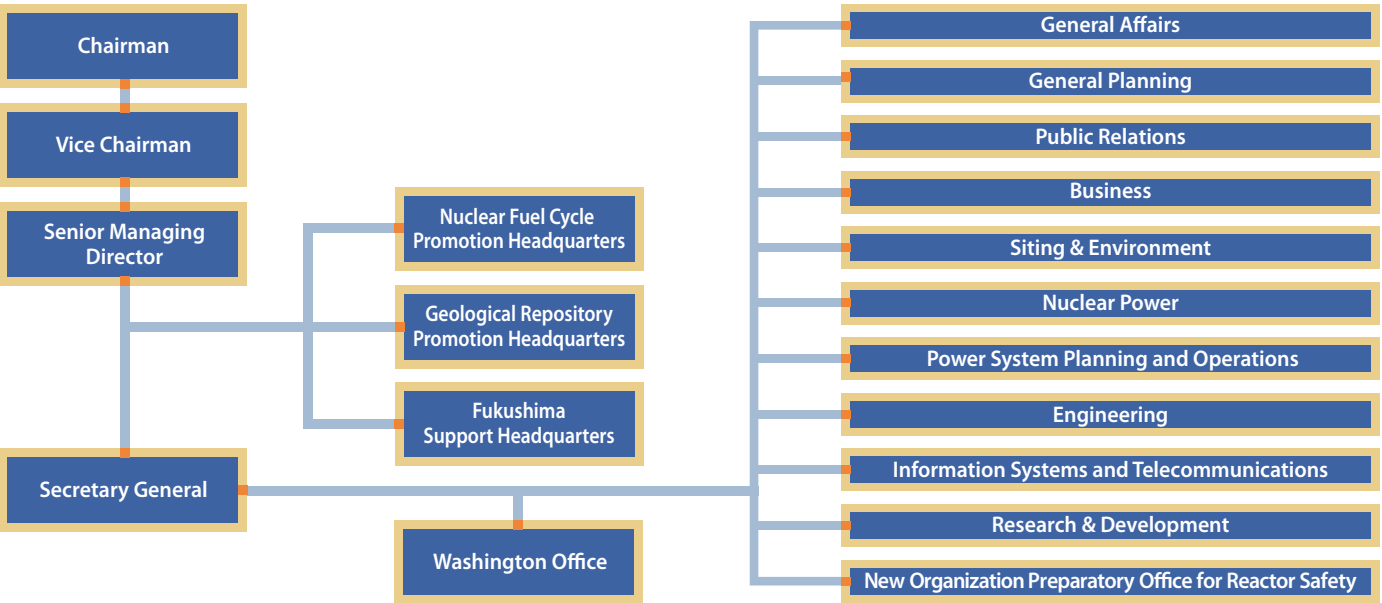 Chairman
Vice Chairman
Senior Managing
Director
Secretary General
Nuclear Fuel Cycle
Promotion Headquarters
Geological Repository
Promotion Headquarters
Fukushima
Support Headquarters
Washington Office
General Affairs
General Planning
Public Relations
Business
Siting & Environment
Nuclear Power
Power System Planning and Operations
Engineering
Information Systems and Telecommunications
Research & Development
New Organization Preparatory Office for Reactor Safety